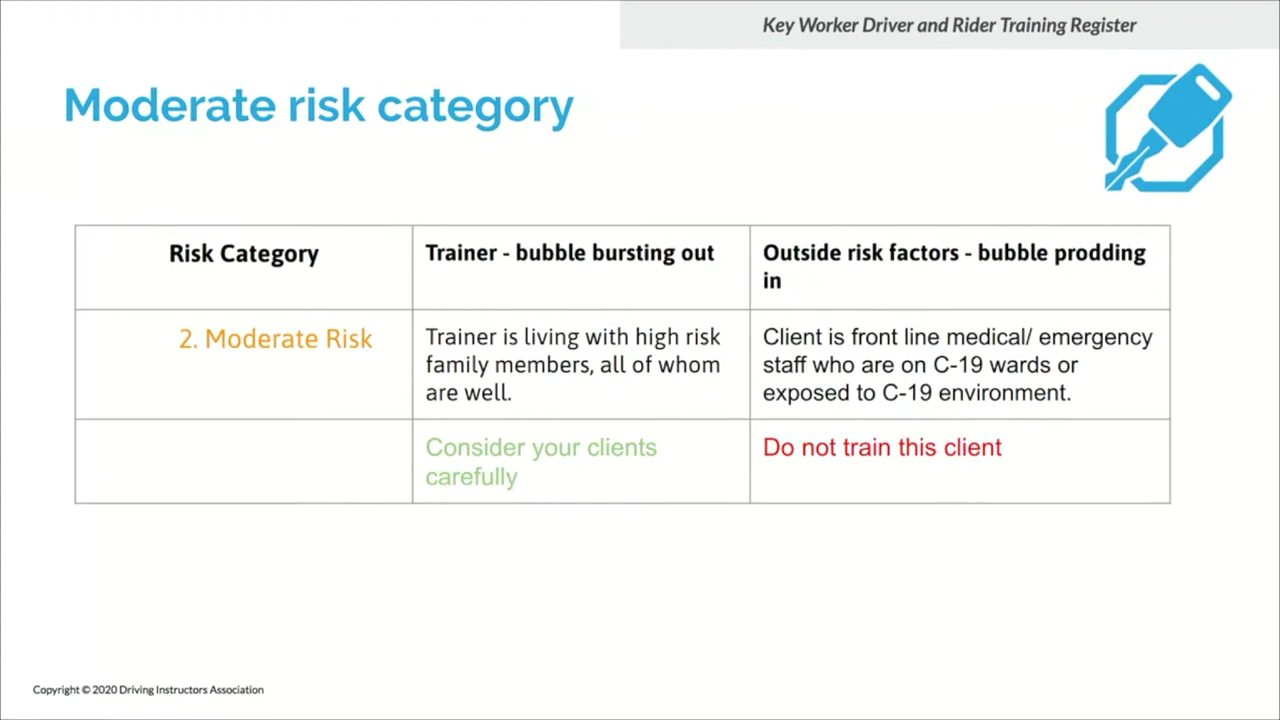 Key Worker Driver and Rider Training Register
Moderate risk category
Risk Category
Trainer - bubble bursting out
Outside risk factors - bubble prodding
in
2. Moderate Risk
Trainer is living with high risk
family members, all of whom
are well.
Client is front line medical/ emergency
staff who are on C-19 wards or
exposed to C-19 environment.
Consider your clients
carefully
Do not train this client
Copyright © 2020 Driving Instructors Association